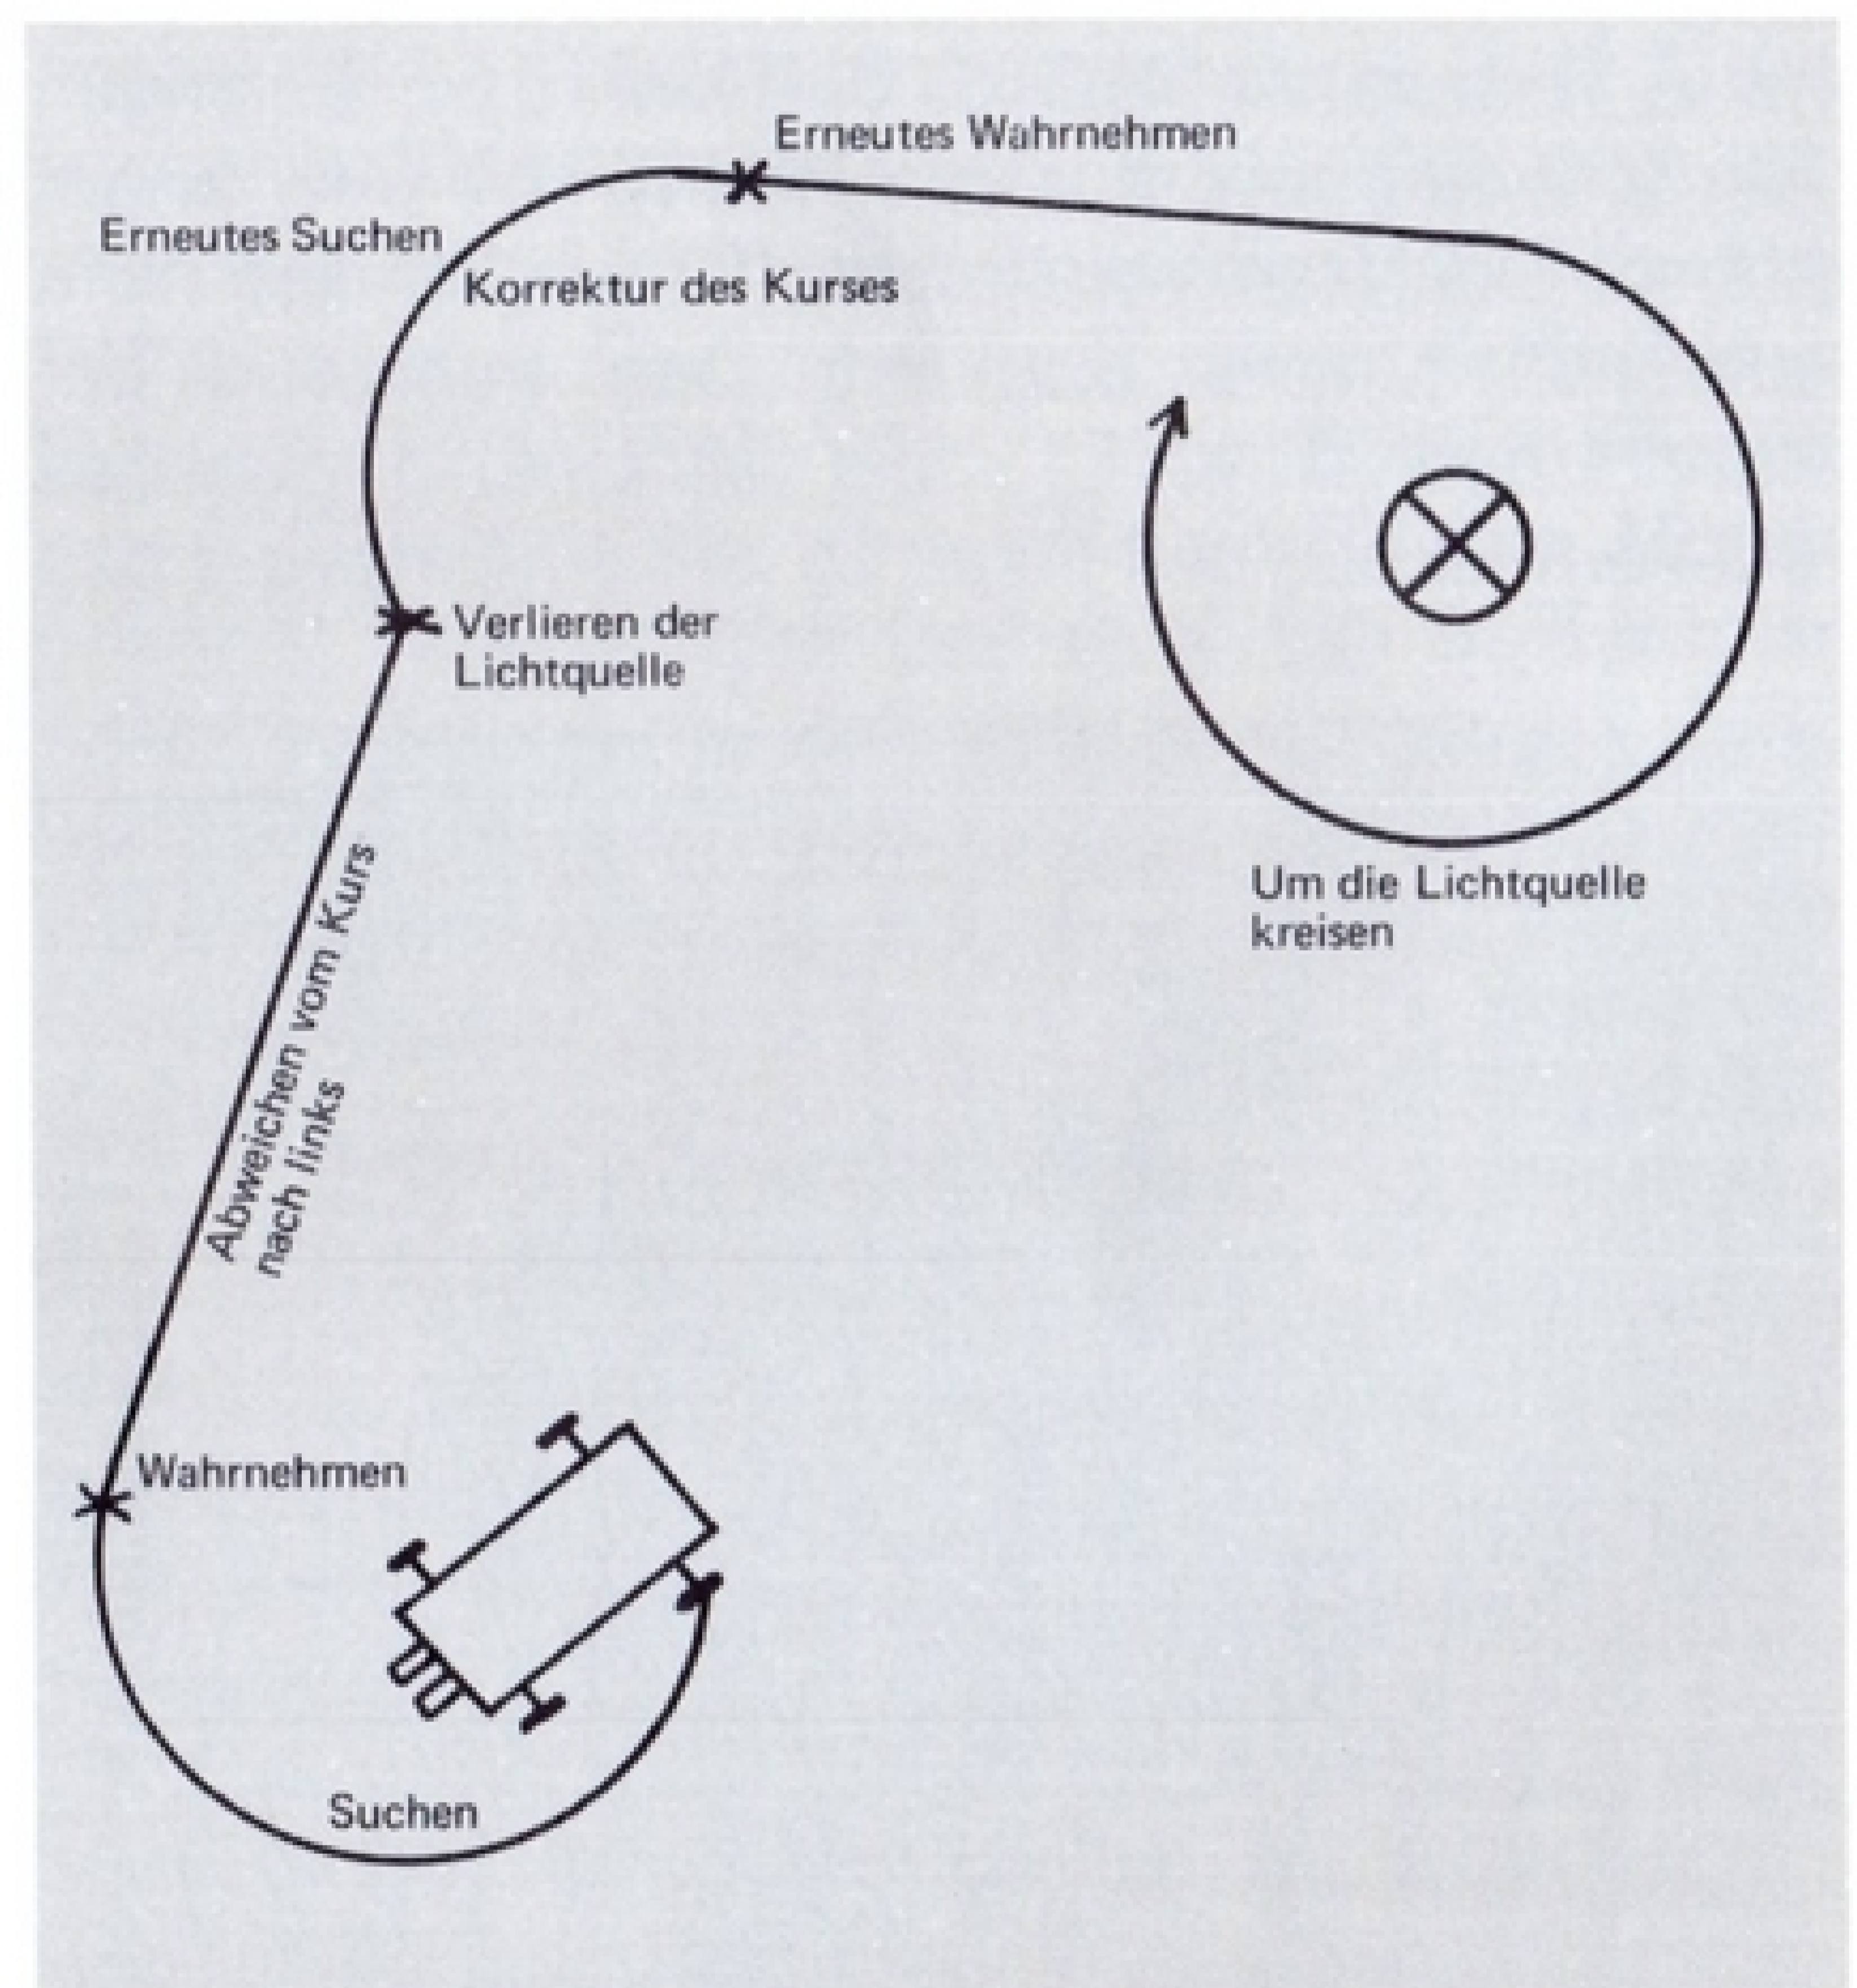 Erneutes Wahrnehmen
Erneutes Suchen
Korrektur des Kurses
Verlieren der
Lichtquelle
Um die Lichtquelle
kreisen
Abweichen vom Kurs
nach links
Wahrnehmen
Suchen